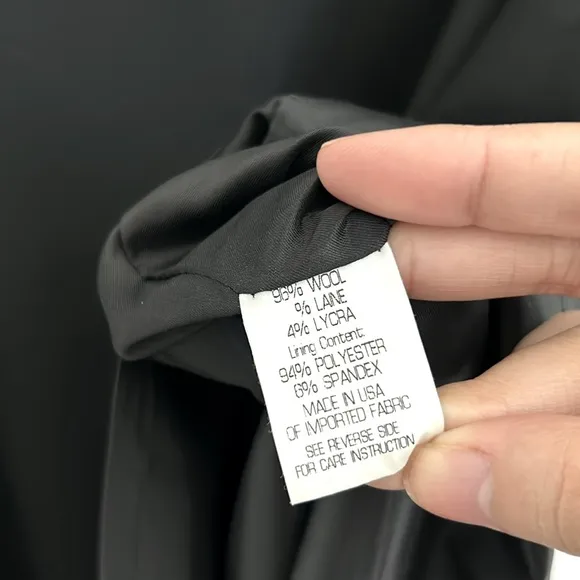 96% WOOL
% LAINE
4% LYCRA
Lining Content:
94% POLYESTER
6% SPANDEX
MADE IN USA
OF IMPORTED FABRIC
SEE REVERSE SIDE
FOR CARE INSTRUCTION